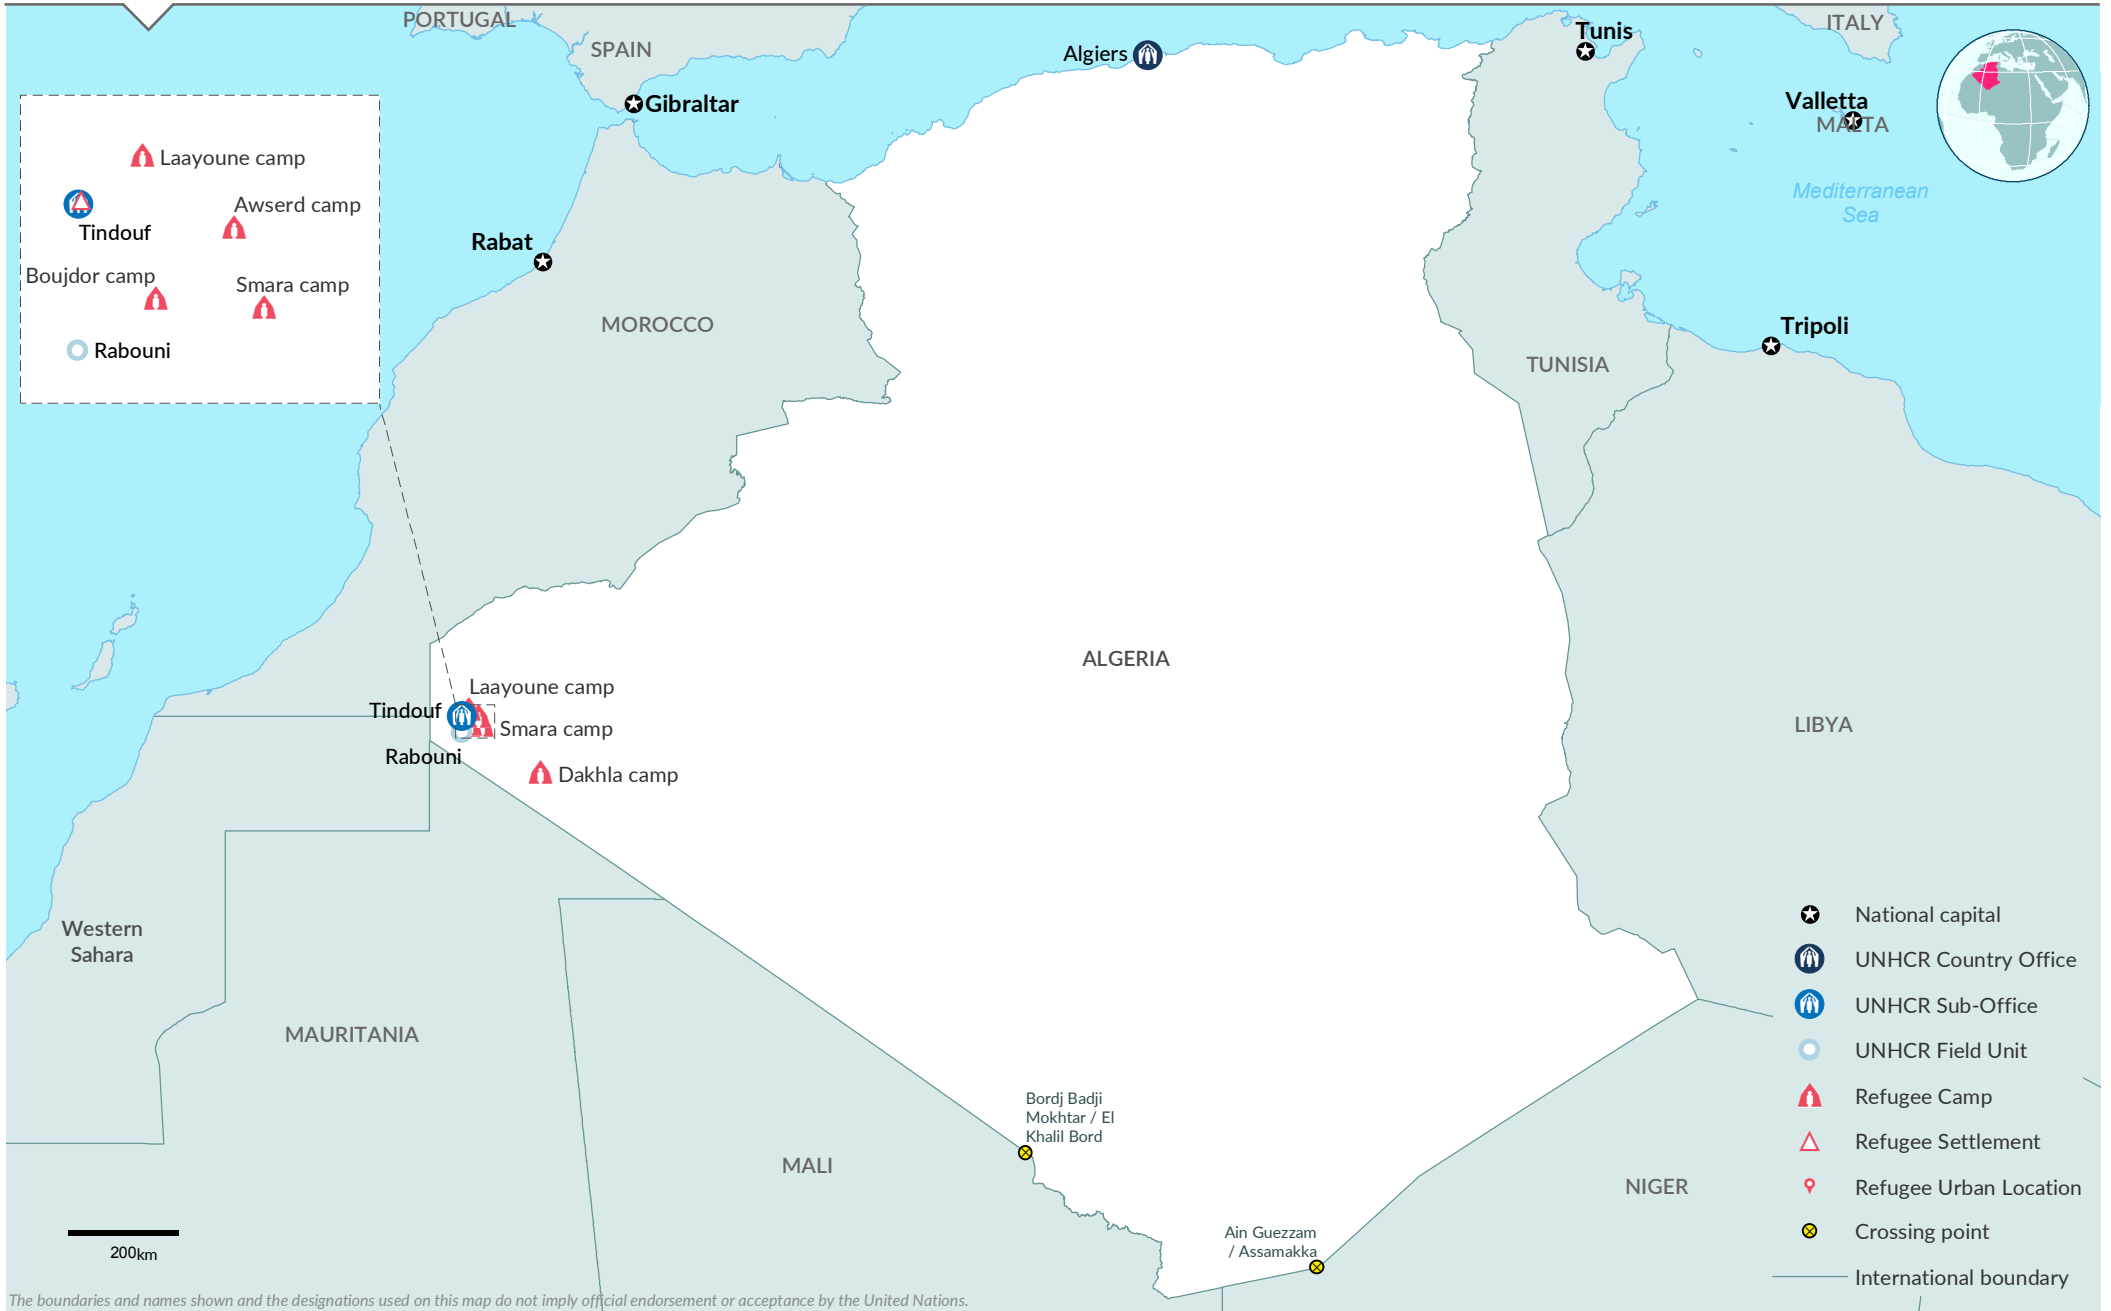 PORTUGAL
SPAIN
Algiers
Tunis
ITALY
Gibraltar
Valletta
MALTA
Mediterranean
Sea
Laayoune camp
Awserd camp
Tindouf
Boujdor camp
Smara camp
Rabouni
Rabat
MOROCCO
TUNISIA
Tripoli
ALGERIA
LIBYA
Laayoune camp
Tindouf
Smara camp
Rabouni
Dakhla camp
Western
Sahara
MAURITANIA
MALI
NIGER
Bordj Badji
Mokhtar / El
Khalil Bord
Ain Guezzam
/ Assamakka
National capital
UNHCR Country Office
UNHCR Sub-Office
UNHCR Field Unit
Refugee Camp
Refugee Settlement
Refugee Urban Location
Crossing point
International boundary
200km
The boundaries and names shown and the designations used on this map do not imply official endorsement or acceptance by the United Nations.